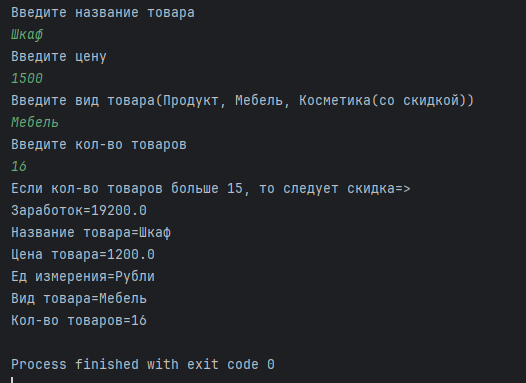 Введите название товара
Шкаф
Введите цену
1500
Введите вид товара(Продукт, Мебель, Косметика(со скидкой))
Мебель
Введите кол-во товаров
16
Если кол-во товаров больше 15, то следует скидка=>
Заработок=19200.0
Название товара=Шкаф
Цена товара=1200.0
Ед измерения=Рубли
Вид товара=Мебель
Кол-во товаров=16
Process finished with exit code 0